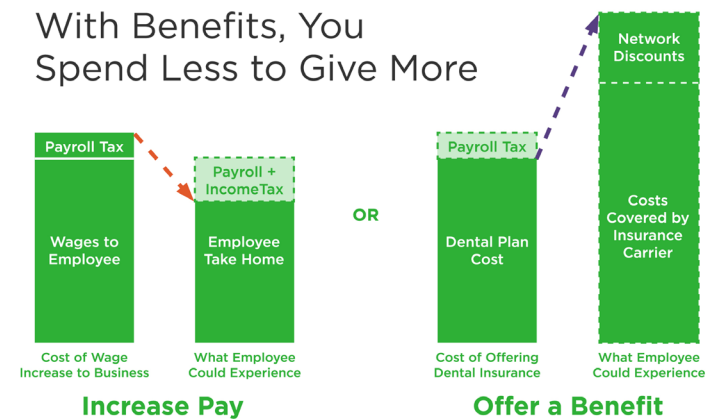 With Benefits, You
Spend Less to Give More
Payroll Tax
Wages to
Employee
Cost of Wage
Increase to Business
Payroll +
IncomeTax
Employee
Take Home
What Employee
Could Experience
Increase Pay
OR
Payroll Tax
Dental Plan
Cost
Cost of Offering
Dental Insurance
Network
Discounts
Costs
Covered by
Insurance
Carrier
What Employee
Could Experience
Offer a Benefit